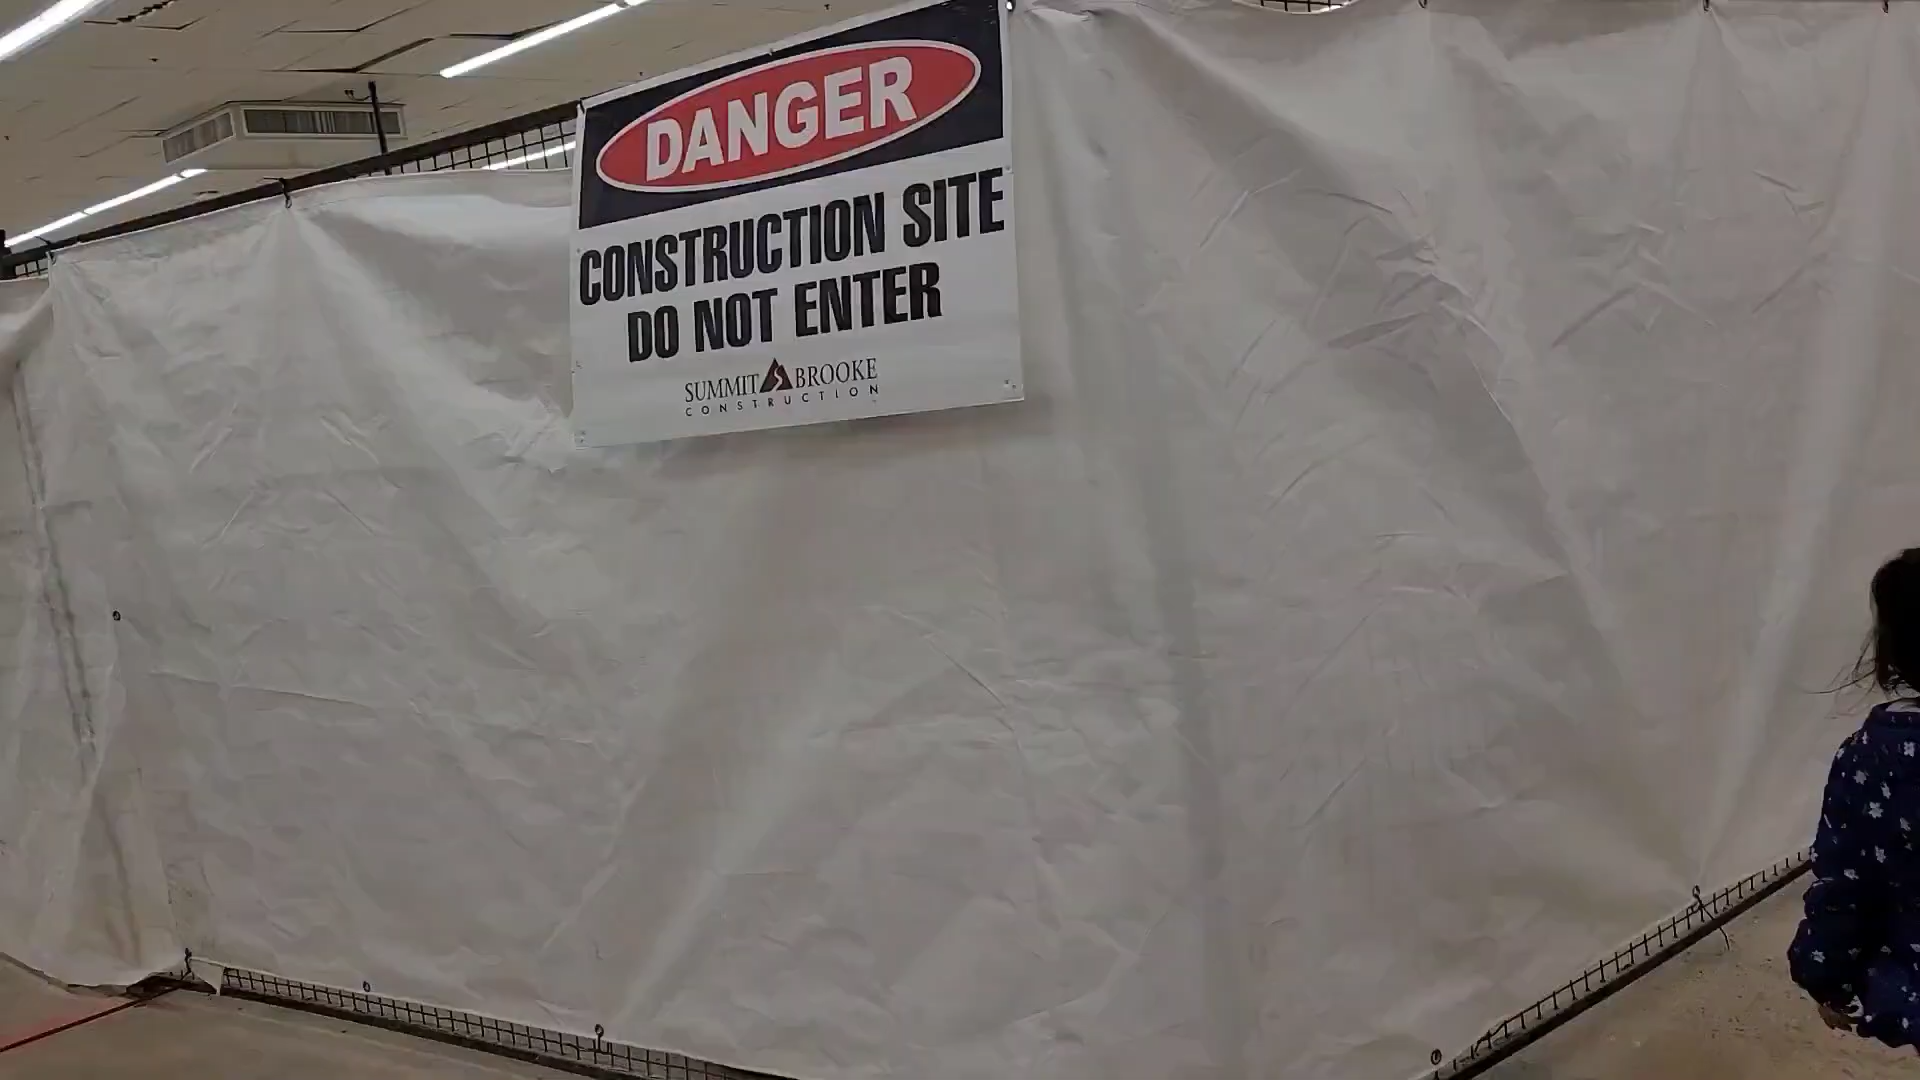 DANGER
CONSTRUCTION SITE
DO NOT ENTER
SUMMIT BROOKE
CONSTRUCTION